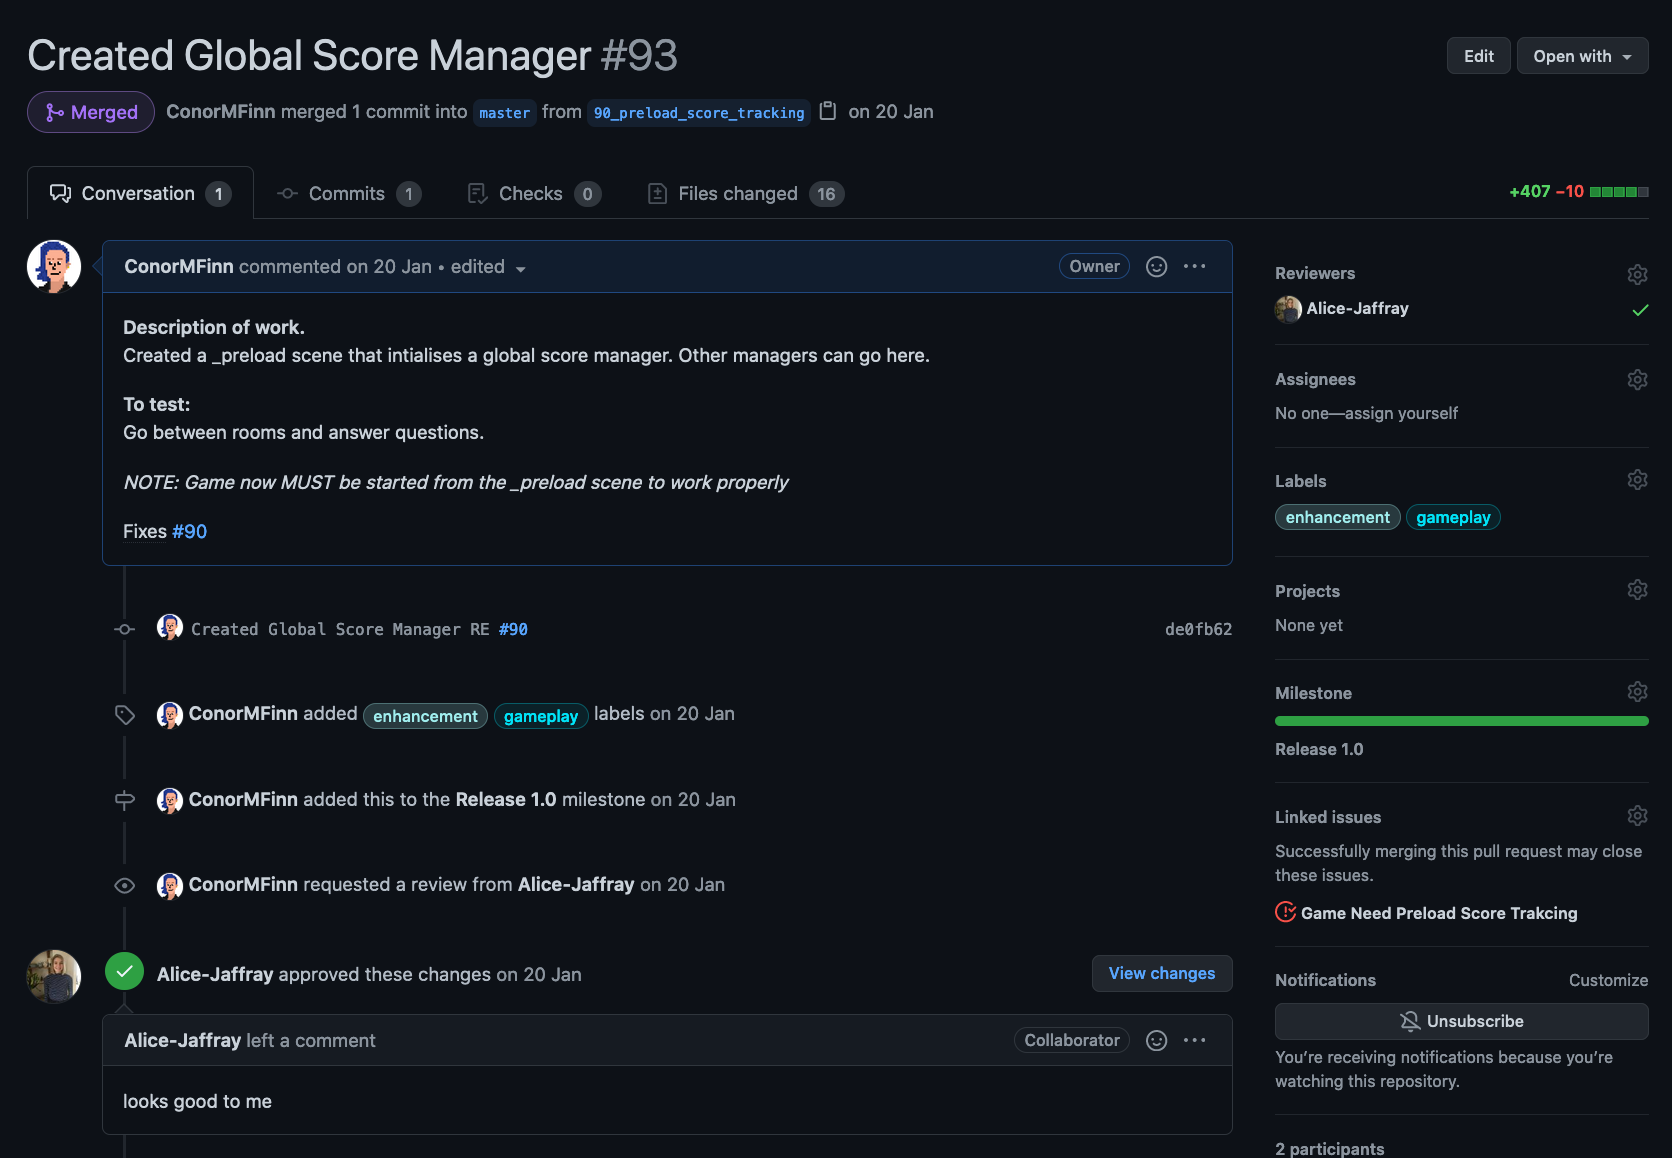 Created Global Score Manager #93
Edit
Open with
Merged
ConorMFinn merged 1 commit into master from 90_preload_score_tracking on 20 Jan
Conversation 1
Commits 1
Checks 0
Files changed 16
+407 −10
ConorMFinn commented on 20 Jan • edited
Owner
Description of work.
Created a _preload scene that intialises a global score manager. Other managers can go here.
To test:
Go between rooms and answer questions.
NOTE: Game now MUST be started from the _preload scene to work properly
Fixes #90
Created Global Score Manager RE #90
de0fb62
ConorMFinn added enhancement gameplay labels on 20 Jan
ConorMFinn added this to the Release 1.0 milestone on 20 Jan
ConorMFinn requested a review from Alice-Jaffray on 20 Jan
Alice-Jaffray approved these changes on 20 Jan
View changes
Alice-Jaffray left a comment
Collaborator
looks good to me
Reviewers
Alice-Jaffray
Assignees
No one—assign yourself
Labels
enhancement gameplay
Projects
None yet
Milestone
Release 1.0
Linked issues
Successfully merging this pull request may close
these issues.
Game Need Preload Score Trakcing
Notifications
Customize
Unsubscribe
You’re receiving notifications because you’re
watching this repository.
2 participants